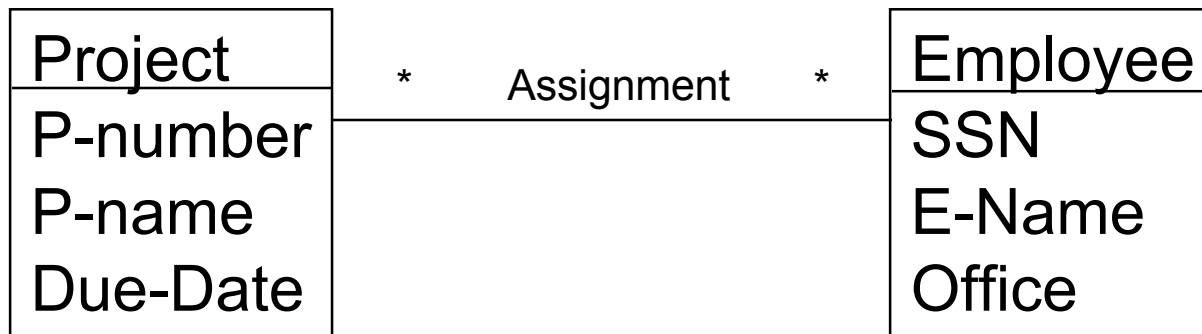 Project
P-number
P-name
Due-Date
* Assignment *
Employee
SSN
E-Name
Office